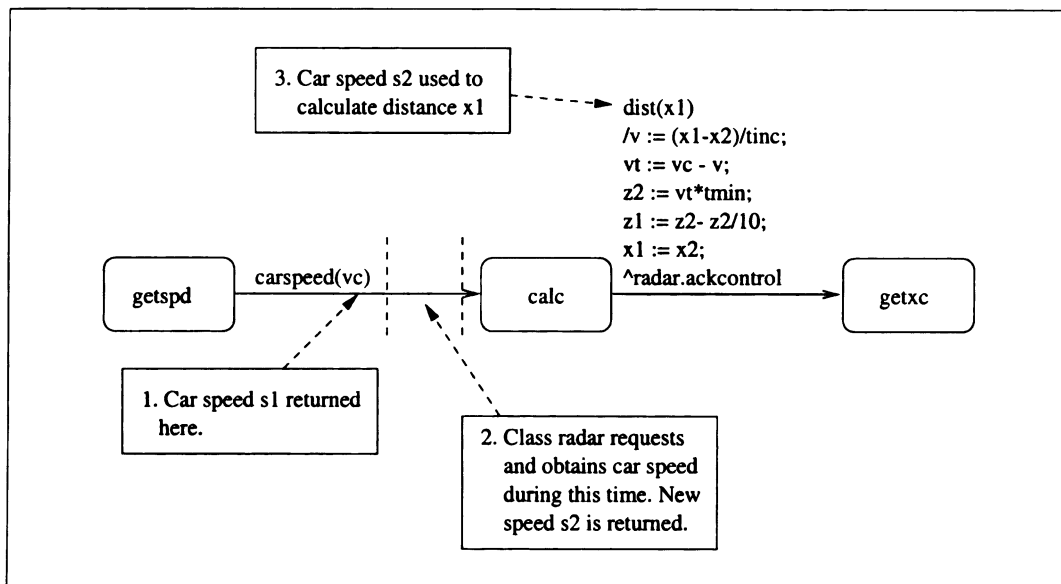 3. Car speed s2 used to
calculate distance x1
dist(x1)
/v := (x1-x2)/tinc;
vt := vc - v;
z2 := vt*tmin;
z1 := z2- z2/10;
x1 := x2;
^radar.ackcontrol
getspd
carspeed(vc)
calc
getxc
1. Car speed s1 returned
here.
2. Class radar requests
and obtains car speed
during this time. New
speed s2 is returned.